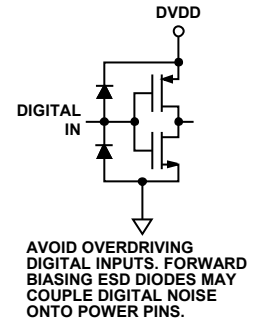 DVDD
DIGITAL
IN
AVOID OVERDRIVING
DIGITAL INPUTS. FORWARD
BIASING ESD DIODES MAY
COUPLE DIGITAL NOISE
ONTO POWER PINS.